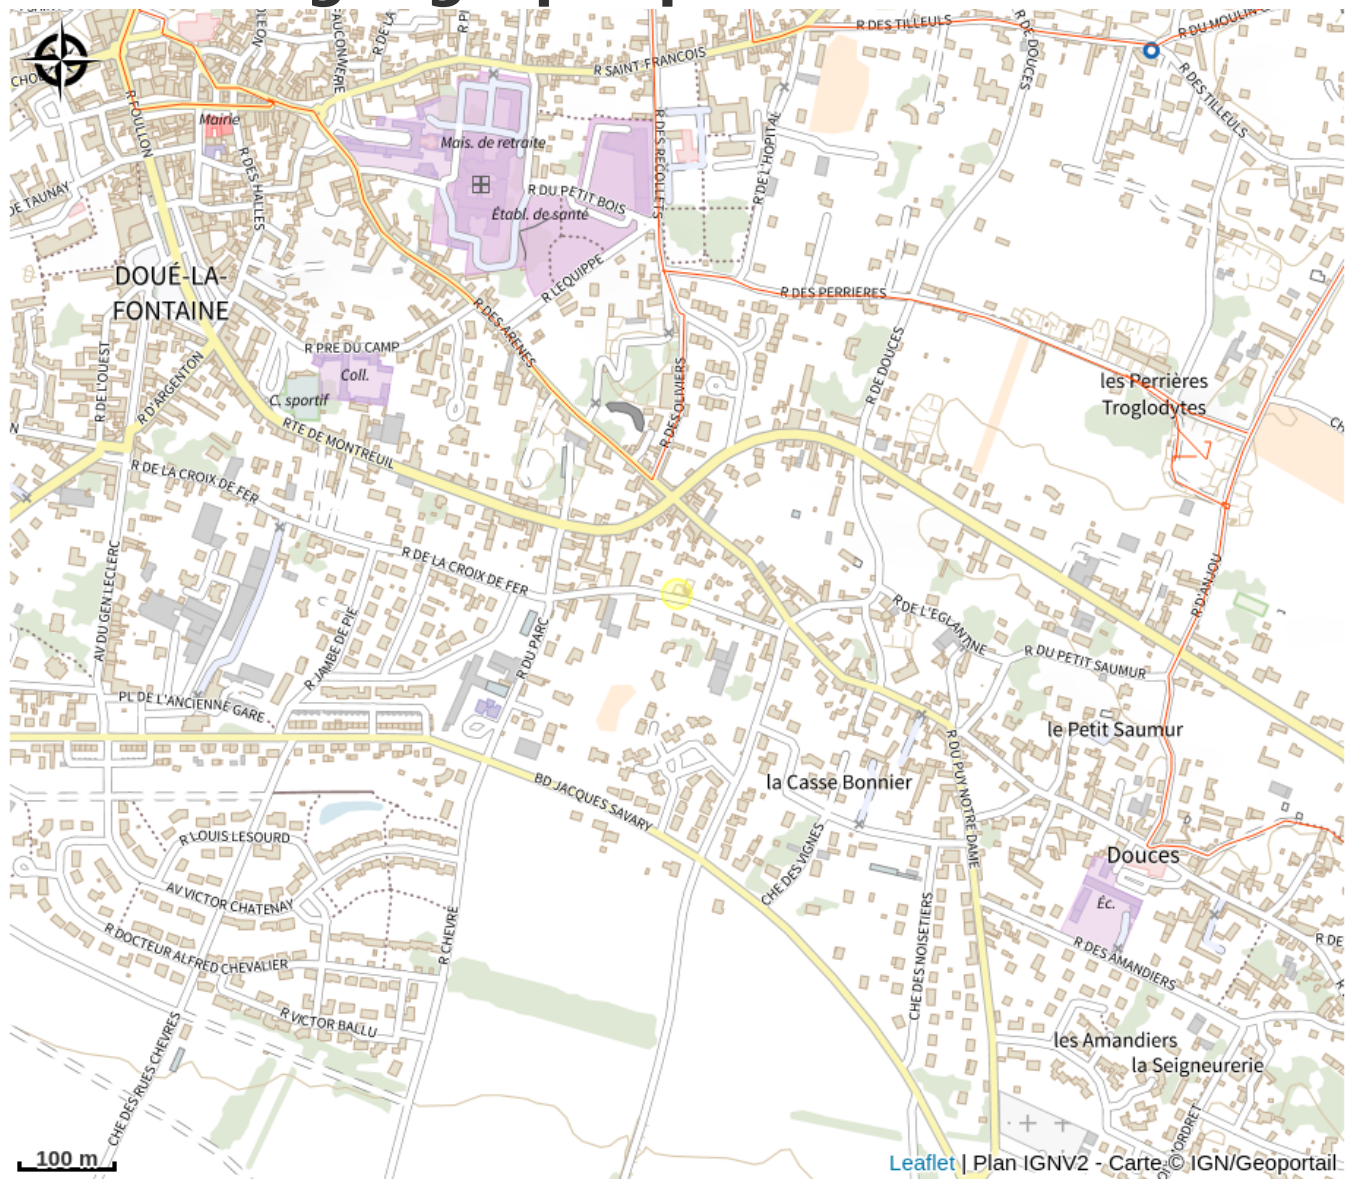 R DES TILLEULS
R DE DOUCES
R SAINT-FRANCOIS
R DES TILLEULS
R FOULLON
Mairie
R DES HALLES
Mais. de retraite
R DES RECOLLETS
R DE L'HOPITAL
R DU PETIT BOIS
Établ. de santé
DE TAUNAY
DOUÉ-LA-
FONTAINE
R LEQUIPPE
R DES PERRIERES
R DES ARENES
R PRE DU CAMP
Coll.
C. sportif
R DE L'OUEST
R D'ARGENTON
R DES OLIVIERS
R DE DOUCES
les Perrières
Troglodytes
RTE DE MONTREUIL
R DE LA CROIX DE FER
R DE LA CROIX DE FER
AV DU GEN LECLERC
R JAMBE DE PIE
R DU PARC
R D'ANJOU
R DE L'EGLANTINE
R DU PETIT SAUMUR
PL DE L'ANCIENNE GARE
le Petit Saumur
R DU PUY NOTRE DAME
la Casse Bonnier
BD JACQUES SAVARY
R LOUIS LESOURD
CHE DES VIGNES
Douces
AV VICTOR CHATENAY
Éc.
R DOCTEUR ALFRED CHEVALIER
R CHEVRE
CHE DES NOISETIERS
R DES AMANDIERS
R VICTOR BALLU
CHE DES RUES CHEVRES
les Amandiers
la Seigneurerie
100 m
Leaflet | Plan IGNV2 - Carte © IGN/Geoportail